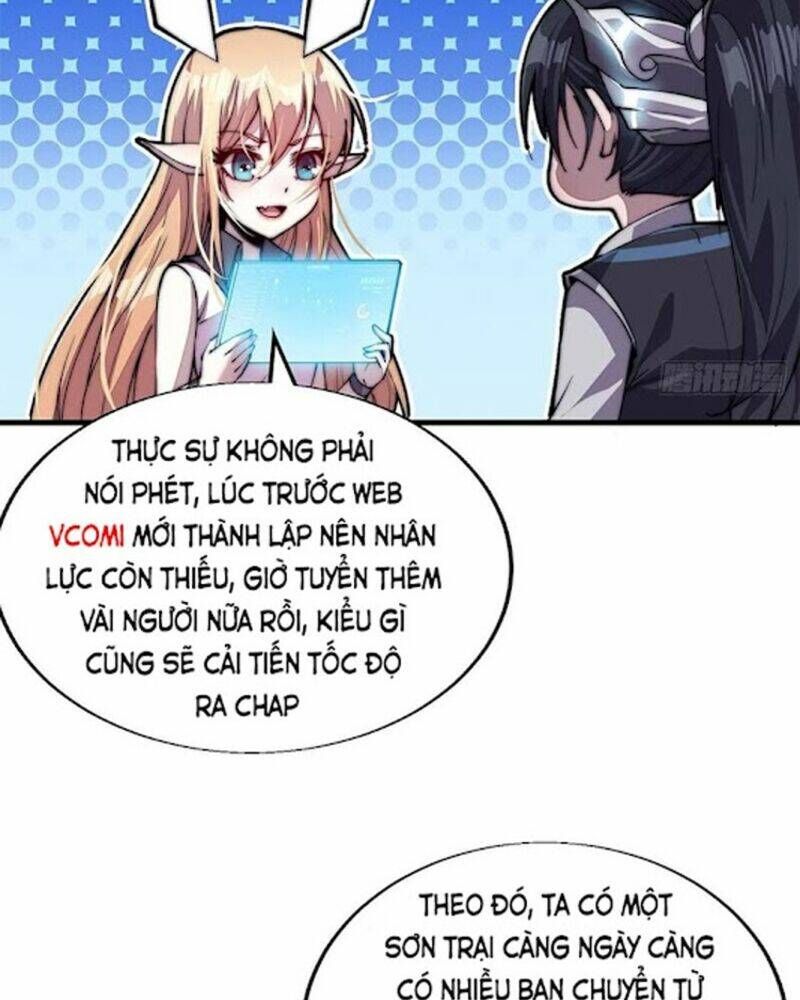 THỰC SỰ KHÔNG PHẢI
NÓI PHÉT, LÚC TRƯỚC WEB
VCOMI MỚI THÀNH LẬP NÊN NHÂN
LỰC CÒN THIẾU, GIỜ TUYỂN THÊM
VÀI NGƯỜI NỮA RỒI, KIỂU GÌ
CŨNG SẼ CẢI TIẾN TỐC ĐỘ
RA CHAP
THEO ĐÓ, TA CÓ MỘT
SƠN TRẠI CÀNG NGÀY CÀNG
CÓ NHIỀU BẠN CHUYỂN TỪ